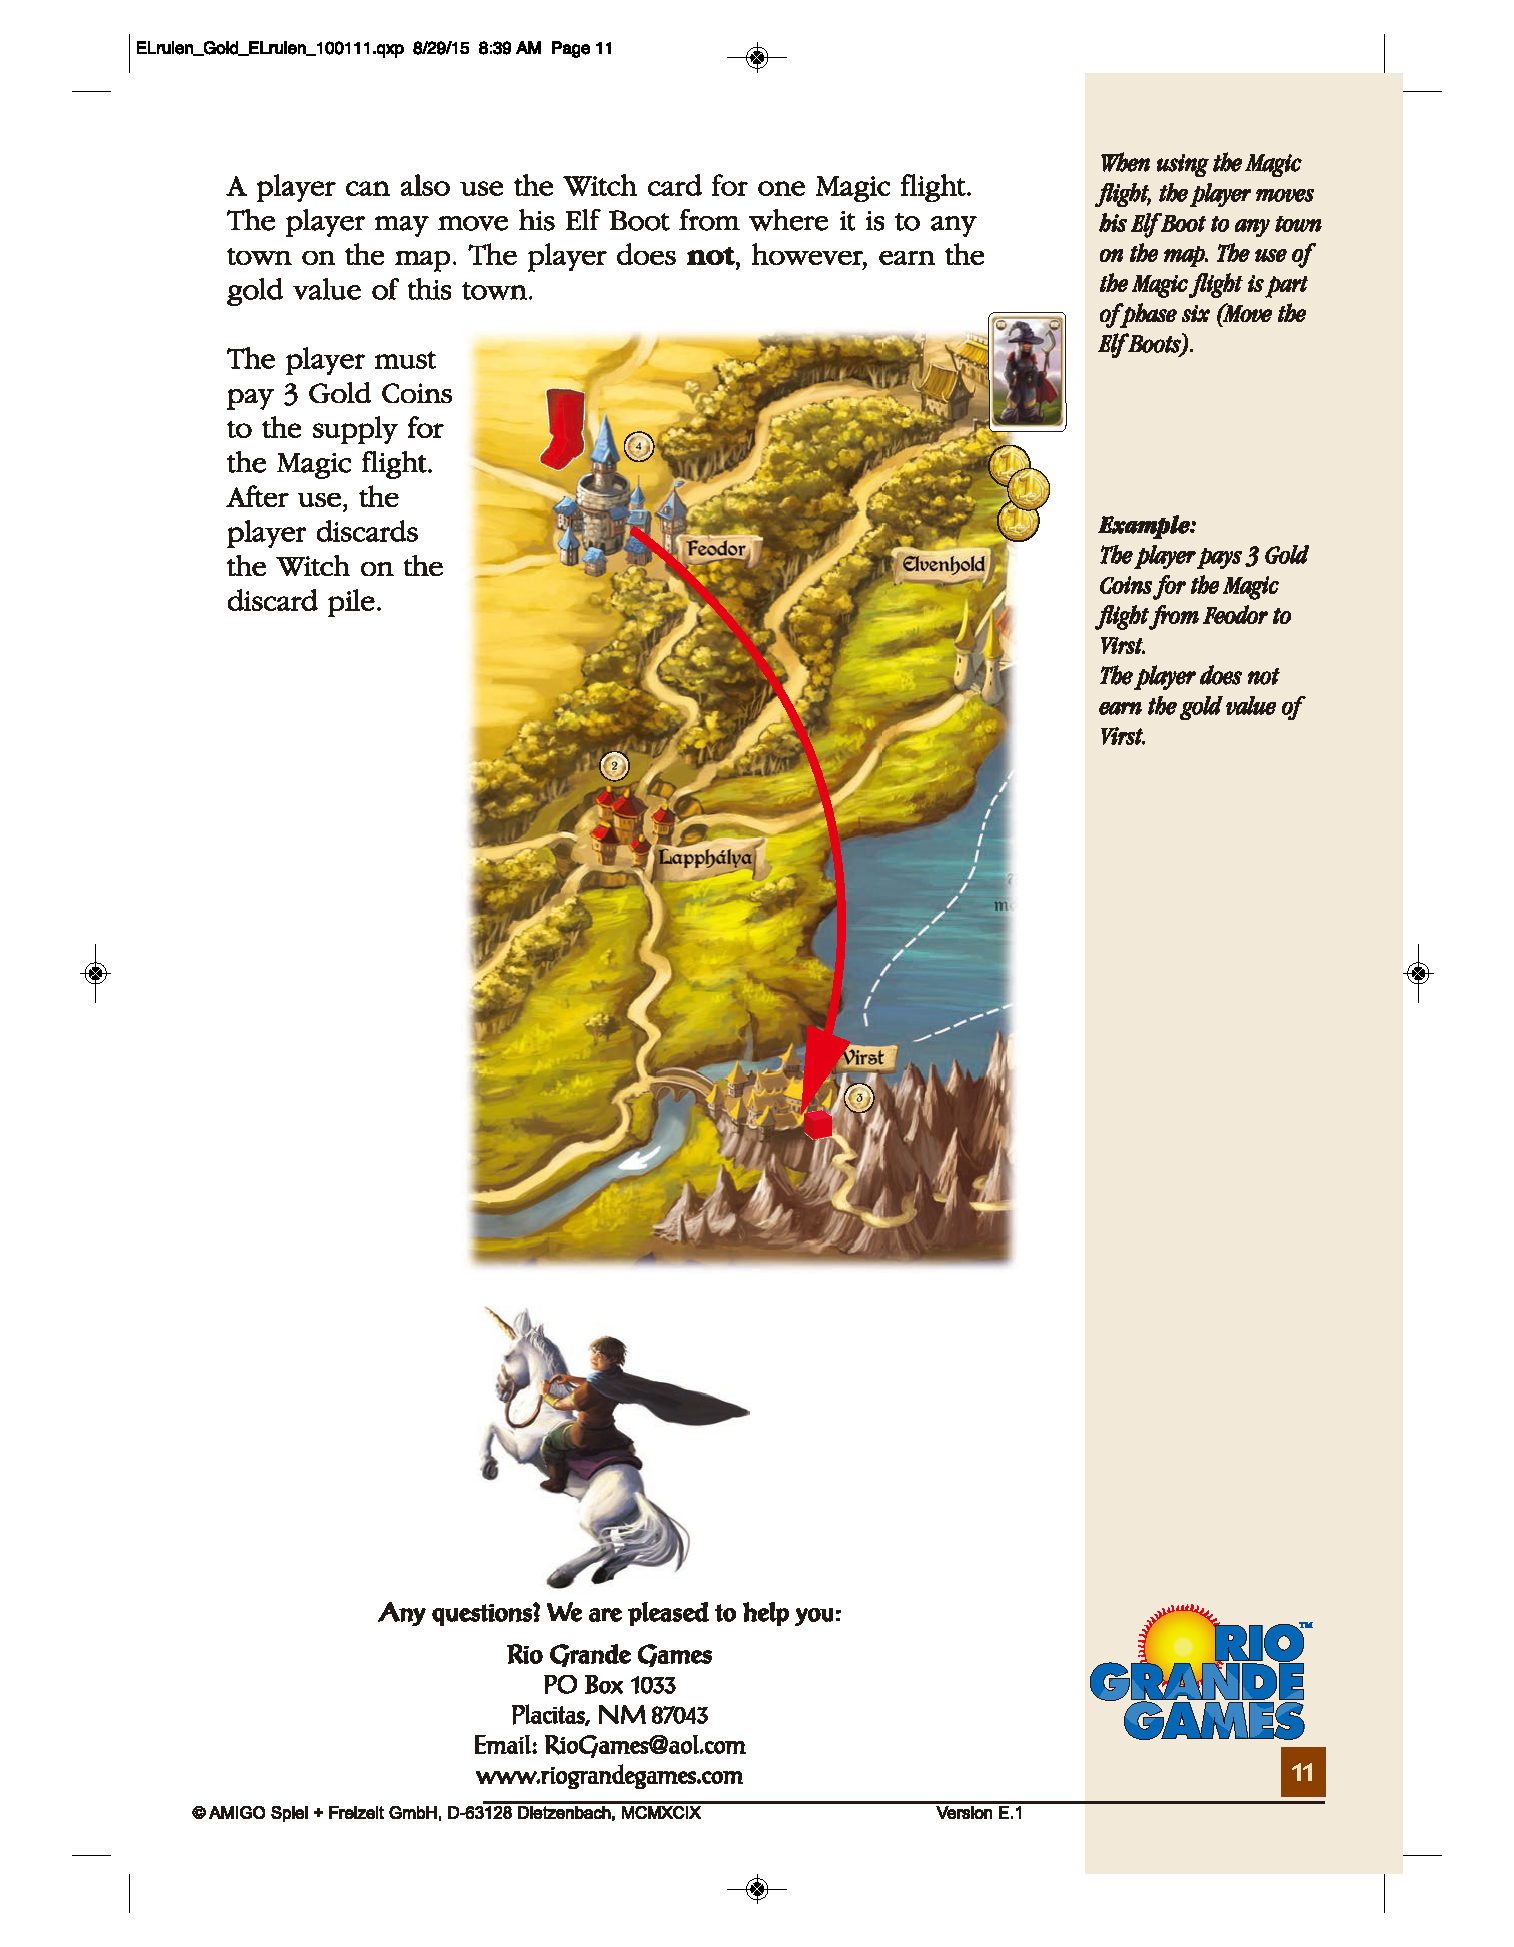 ELrulen_Gold_ELrulen_100111.qxp 8/29/15 8:39 AM Page 11
A player can also use the Witch card for one Magic flight.
The player may move his Elf Boot from where it is to any
town on the map. The player does not, however, earn the
gold value of this town.
The player must
pay 3 Gold Coins
to the supply for
the Magic flight.
After use, the
player discards
the Witch on the
discard pile.
4
Feodor
Elvenhold
2
Lapphálya
Virst
3
When using the Magic
flight, the player moves
his Elf Boot to any town
on the map. The use of
the Magic flight is part
of phase six (Move the
Elf Boots).
Example:
The player pays 3 Gold
Coins for the Magic
flight from Feodor to
Virst.
The player does not
earn the gold value of
Virst.
Any questions? We are pleased to help you:
Rio Grande Games
PO Box 1033
Placitas, NM 87043
Email: RioGames@aol.com
www.riograndegames.com
RIO™
GRANDE
GAMES
11
© AMIGO Spiel + Freizeit GmbH, D-63128 Dietzenbach, MCMXCIX
Version E.1